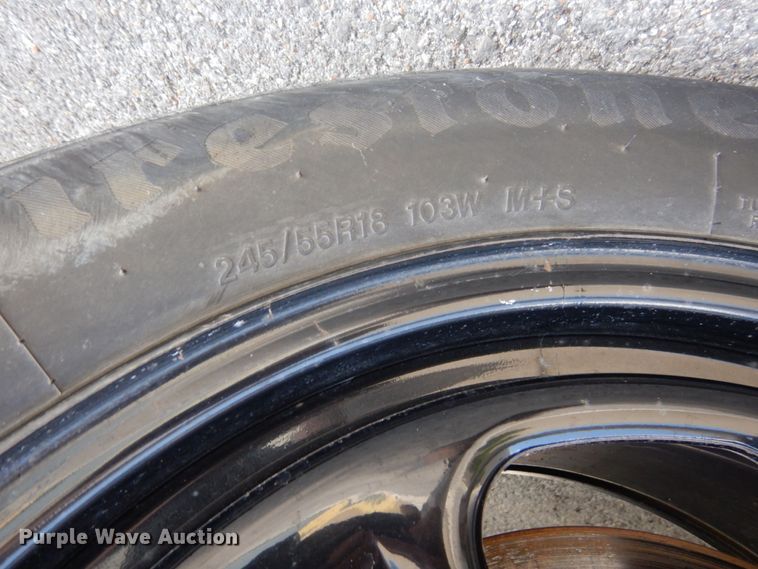 irestone
245/55R18 103W M+S
Purple Wave Auction